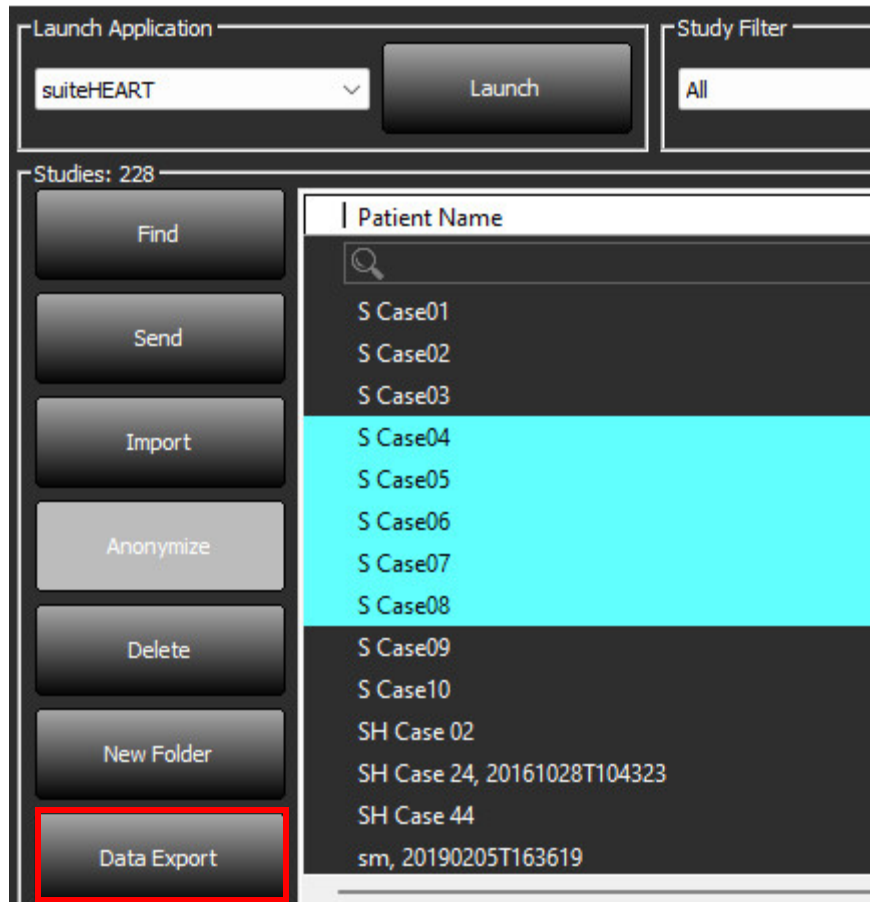 Launch Application
suiteHEART
Launch
Study Filter
All
Studies: 228
Find
Send
Import
Anonymize
Delete
New Folder
Data Export
Patient Name
S Case01
S Case02
S Case03
S Case04
S Case05
S Case06
S Case07
S Case08
S Case09
S Case10
SH Case 02
SH Case 24, 20161028T104323
SH Case 44
sm, 20190205T163619